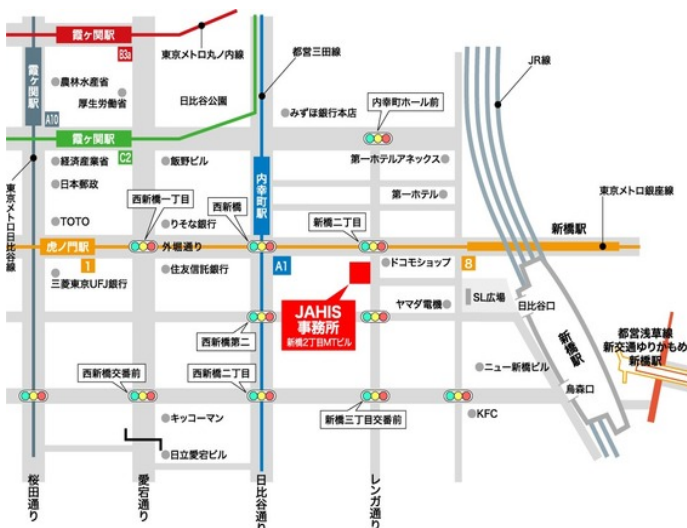 霞ヶ関駅
B3a
東京メトロ丸ノ内線
都営三田線
JR線
霞ヶ関駅
農林水産省
厚生労働省
日比谷公園
みずほ銀行本店
内幸町ホール前
A10
霞ヶ関駅
C2
経済産業省
飯野ビル
第一ホテルアネックス
日本郵政
内幸町駅
西新橋一丁目
西新橋
第一ホテル
東京メトロ銀座線
東京メトロ日比谷線
TOTO
りそな銀行
新橋二丁目
新橋駅
虎ノ門駅
外堀通り
1
住友信託銀行
A1
ドコモショップ
8
三菱東京UFJ銀行
JAHIS
事務所
新橋2丁目MTビル
ヤマダ電機
SL広場
日比谷口
都営浅草線
新交通ゆりかもめ
新橋駅
新橋駅
西新橋第二
西新橋交番前
西新橋二丁目
ニュー新橋ビル
烏森口
キッコーマン
新橋三丁目交番前
KFC
日立愛宕ビル
桜田通り
愛宕通り
日比谷通り
レンガ通り